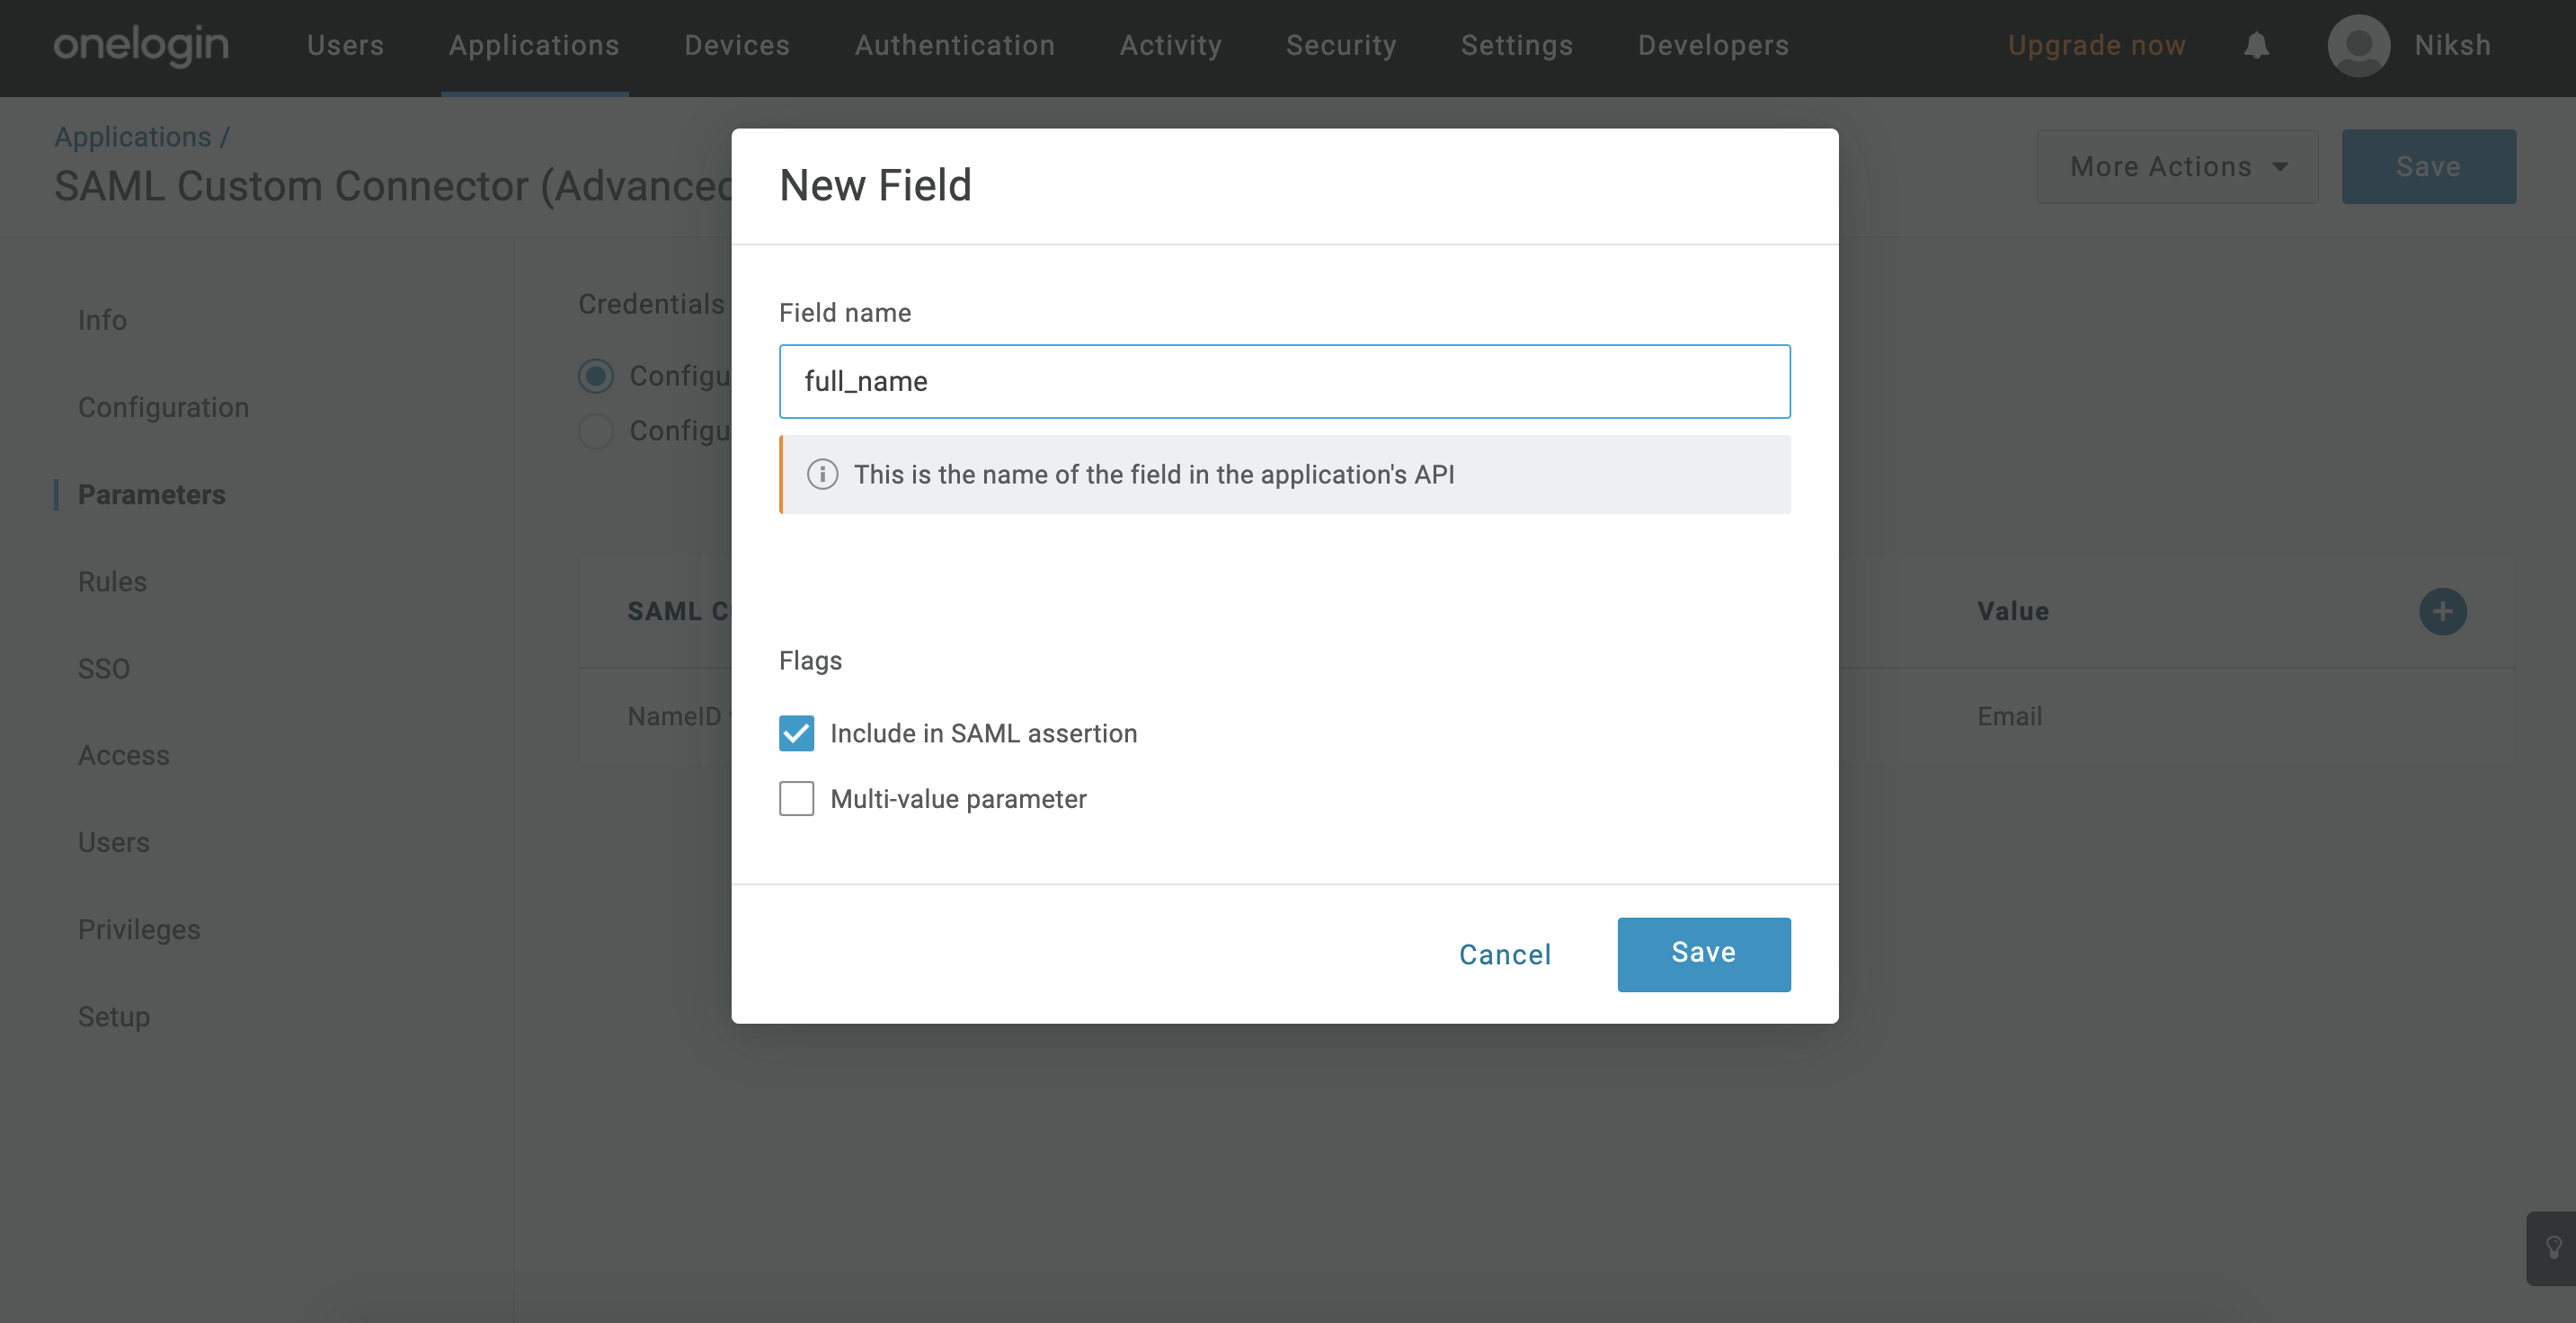 onelogin
Users
Applications
Devices
Authentication
Activity
Security
Settings
Developers
Upgrade now
Niksh
Applications /
SAML Custom Connector (Advanced
More Actions
Save
Info
Configuration
Parameters
Rules
SSO
Access
Users
Privileges
Setup
Credentials
Configu
Configu
SAML C
Value
NameID
Email
New Field
Field name
full_name
This is the name of the field in the application's API
Flags
Include in SAML assertion
Multi-value parameter
Cancel
Save